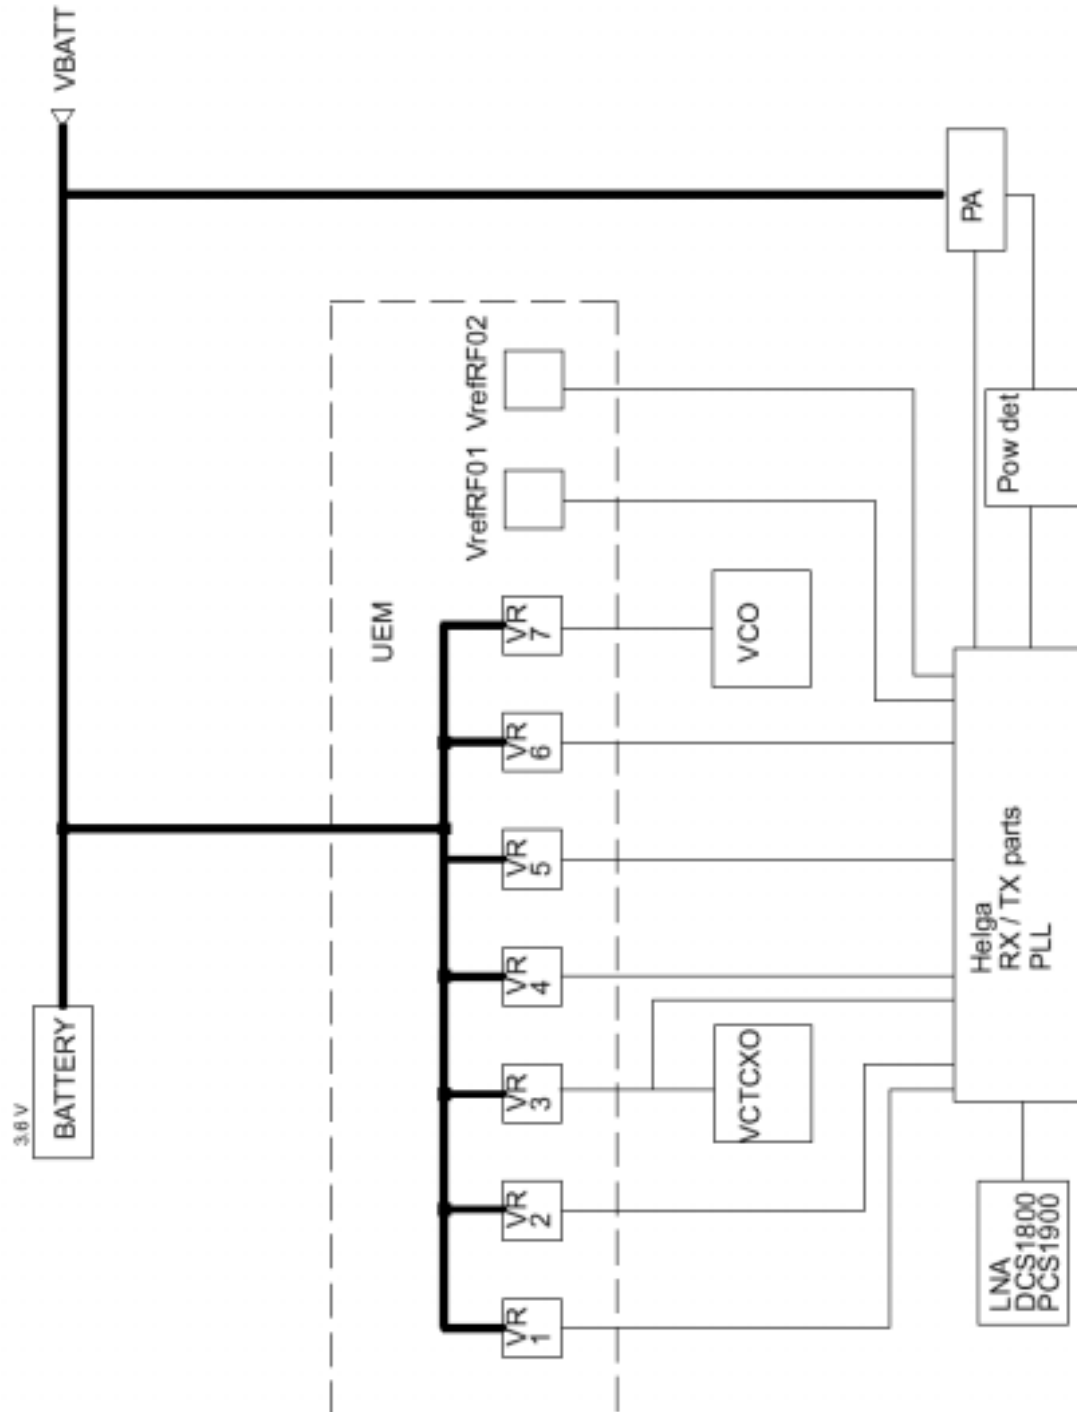 VBATT
3.6 V
BATTERY
UEM
VR
1
VR
2
VR
3
VR
4
VR
5
VR
6
VR
7
VrefRF01
VrefRF02
VCTCXO
VCO
PA
Pow det
LNA
DCS1800
PCS1900
Helga
RX / TX parts
PLL